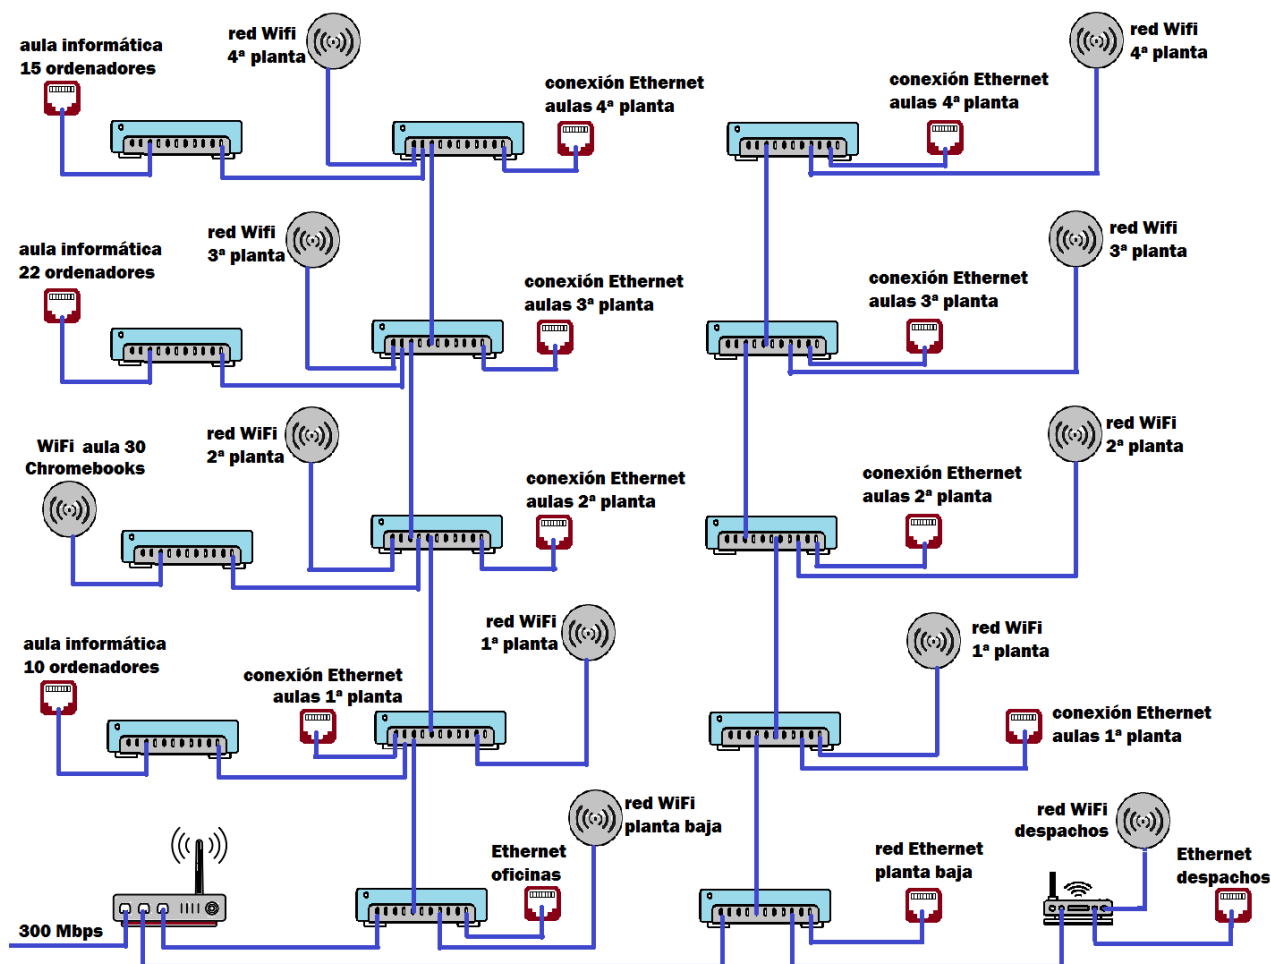 aula informática
15 ordenadores
red Wifi
4ª planta
conexión Ethernet
aulas 4ª planta
conexión Ethernet
aulas 4ª planta
red Wifi
4ª planta
aula informática
22 ordenadores
red Wifi
3ª planta
conexión Ethernet
aulas 3ª planta
conexión Ethernet
aulas 3ª planta
red Wifi
3ª planta
WiFi aula 30
Chromebooks
red WiFi
2ª planta
conexión Ethernet
aulas 2ª planta
conexión Ethernet
aulas 2ª planta
red WiFi
2ª planta
aula informática
10 ordenadores
conexión Ethernet
aulas 1ª planta
red WiFi
1ª planta
red WiFi
1ª planta
conexión Ethernet
aulas 1ª planta
300 Mbps
Ethernet
oficinas
red WiFi
planta baja
red Ethernet
planta baja
red WiFi
despachos
Ethernet
despachos